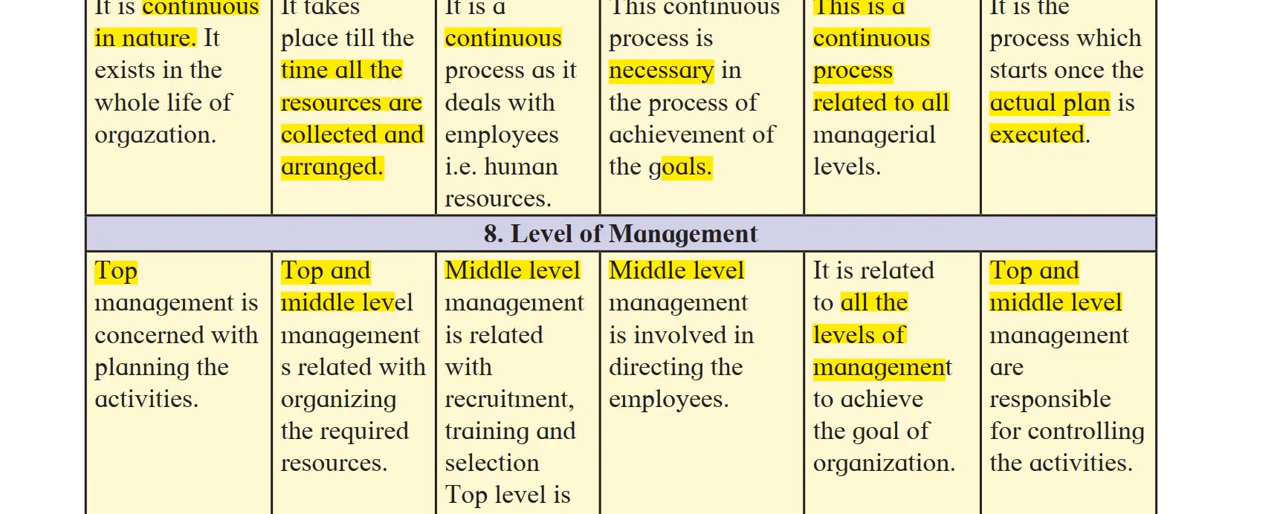 It is continuous
in nature. It
exists in the
whole life of
orgazation.
It takes
place till the
time all the
resources are
collected and
arranged.
It is a
continuous
process as it
deals with
employees
i.e. human
resources.
This continuous
process is
necessary in
the process of
achievement of
the goals.
This is a
continuous
process
related to all
managerial
levels.
It is the
process which
starts once the
actual plan is
executed.
8. Level of Management
Top
management is
concerned with
planning the
activities.
Top and
middle level
management
s related with
organizing
the required
resources.
Middle level
management
is related
with
recruitment,
training and
selection
Top level is
Middle level
management
is involved in
directing the
employees.
It is related
to all the
levels of
management
to achieve
the goal of
organization.
Top and
middle level
management
are
responsible
for controlling
the activities.